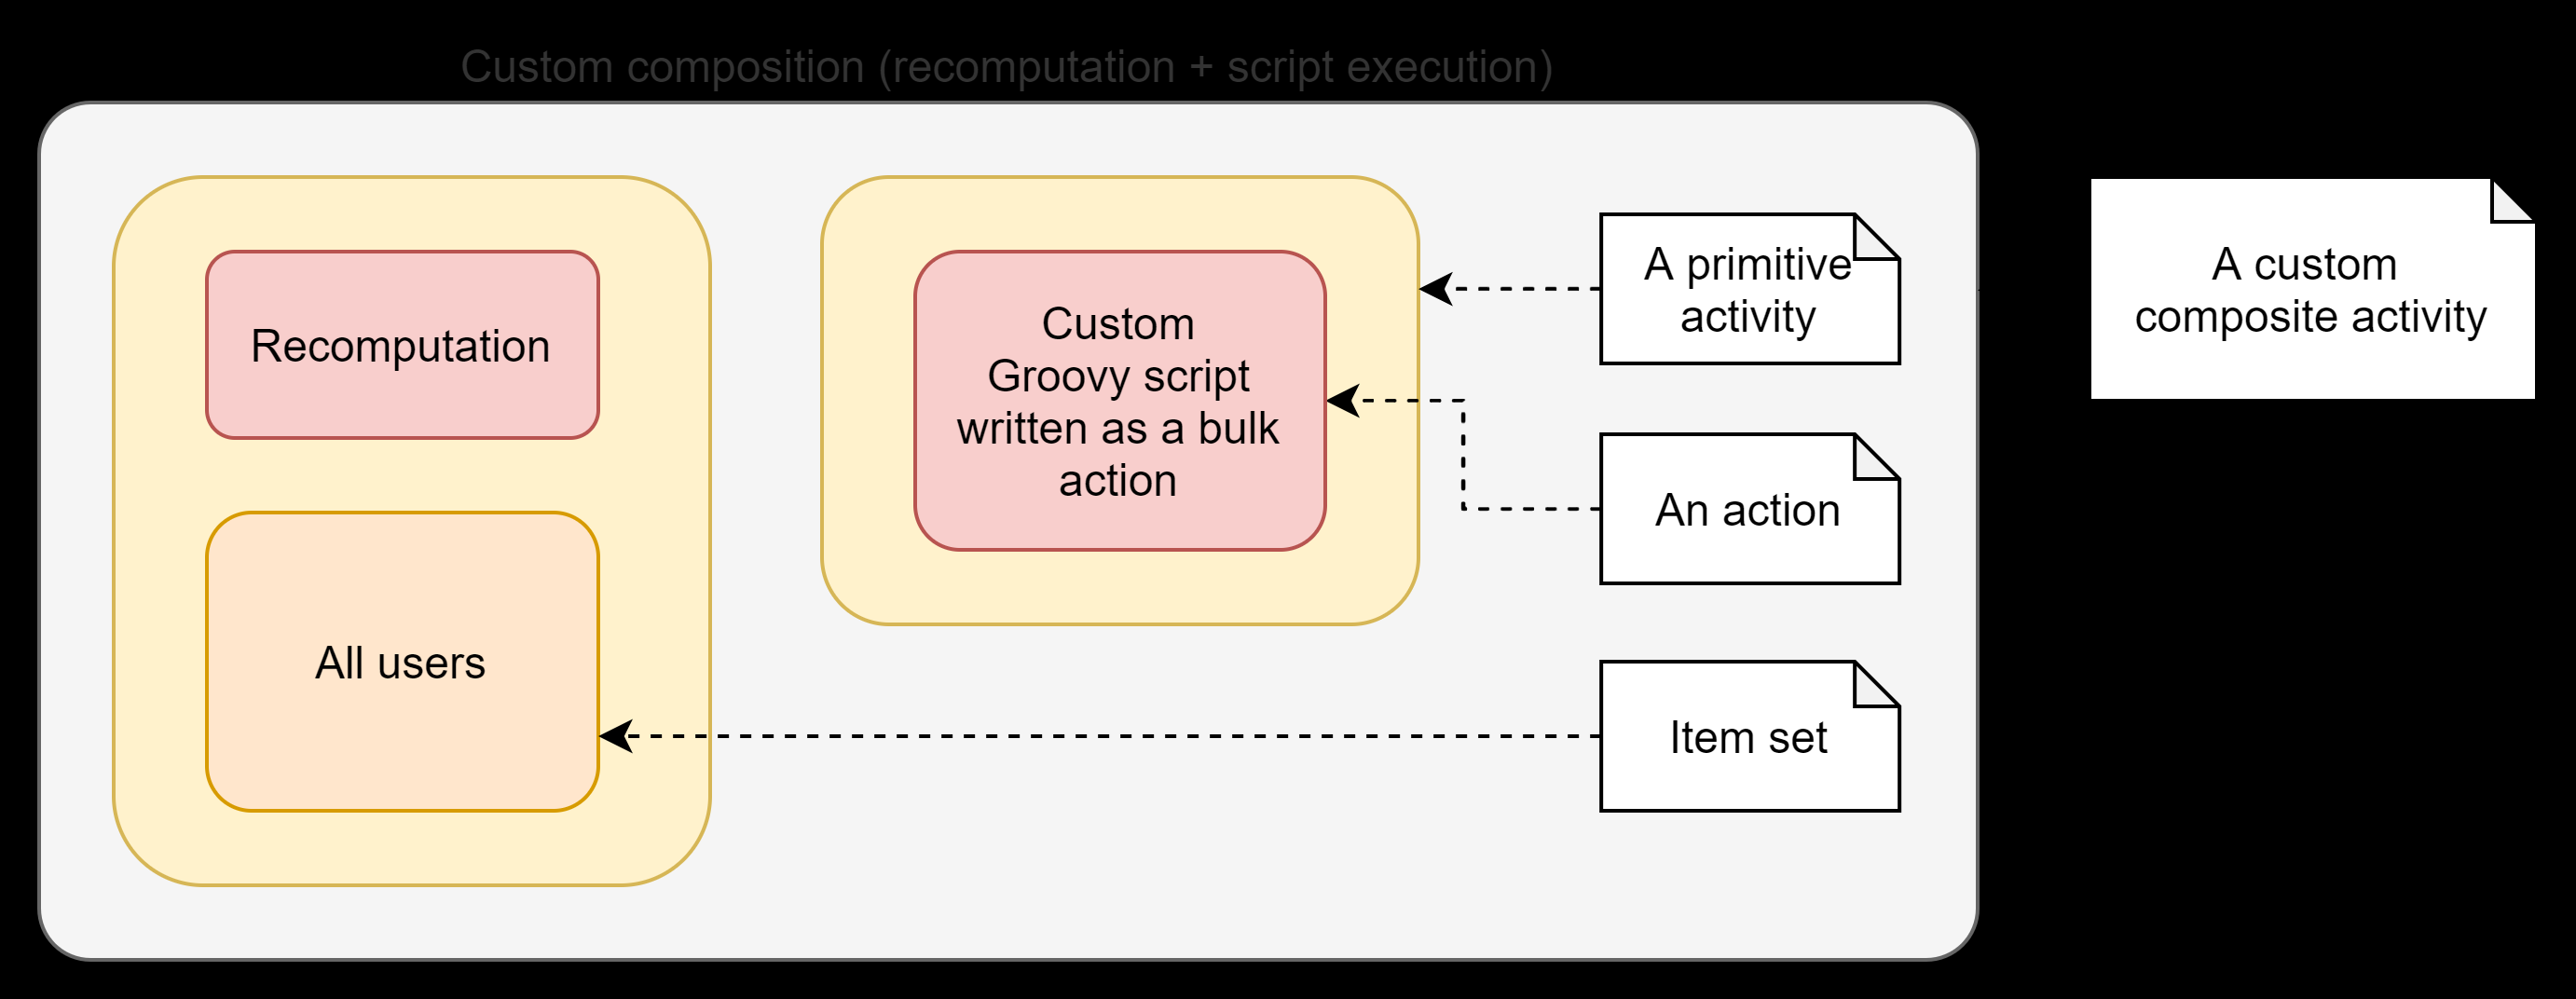 Custom composition (recomputation + script execution)
Recomputation
All users
Custom
Groovy script
written as a bulk
action
A primitive
activity
An action
Item set
A custom
composite activity